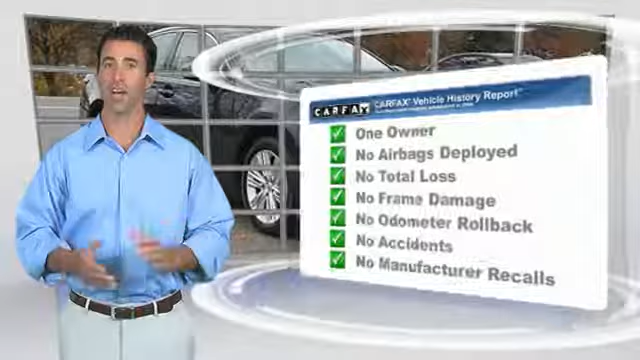 CARFAX CARFAX Vehicle History Report™
One Owner
No Airbags Deployed
No Total Loss
No Frame Damage
No Odometer Rollback
No Accidents
No Manufacturer Recalls